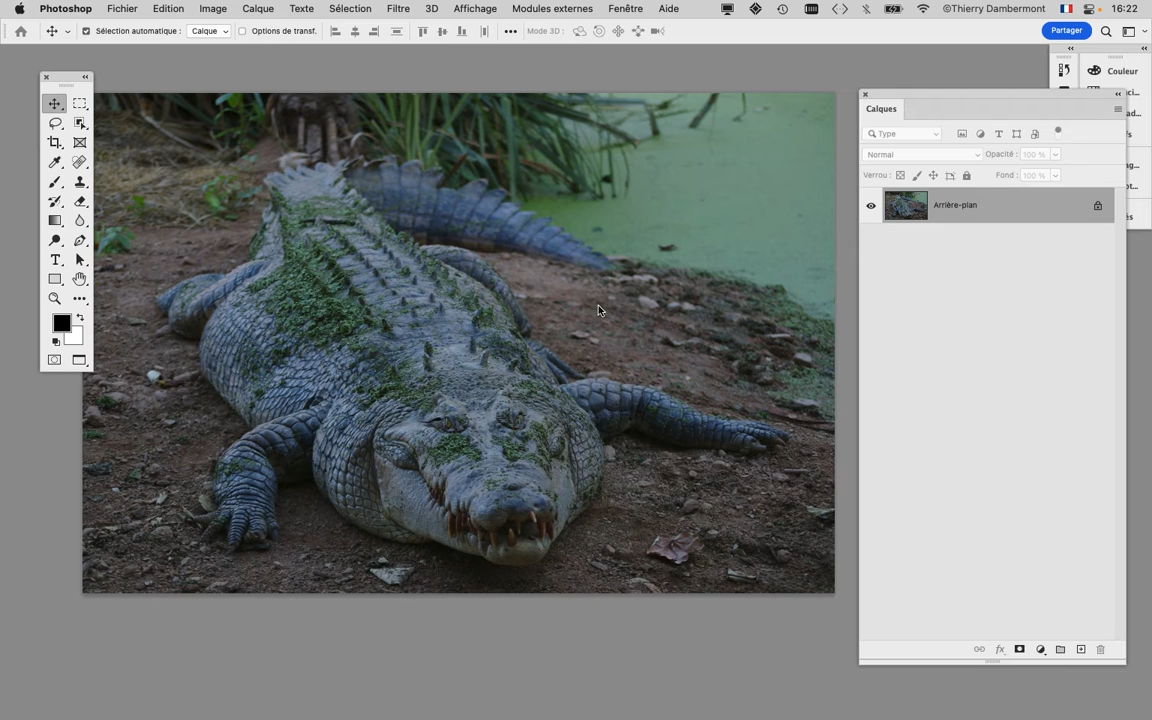 Photoshop Fichier Edition Image Calque Texte Sélection Filtre 3D Affichage Modules externes Fenêtre Aide ©Thierry Dambermont 16:22
Sélection automatique : Calque Options de transf. Mode 3D : Partager
Couleur
Calques
Type
Normal Opacité : 100 %
Verrou : Fond : 100 %
Arrière-plan